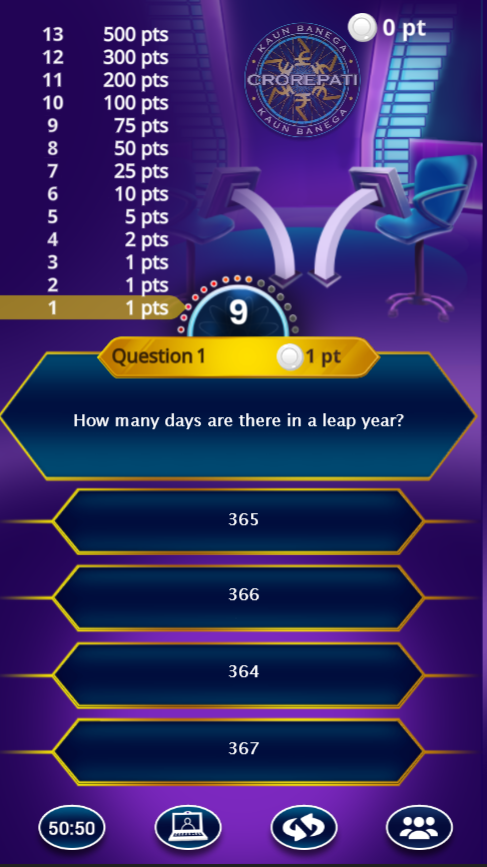 0 pt
13 500 pts
12 300 pts
11 200 pts
10 100 pts
9 75 pts
8 50 pts
7 25 pts
6 10 pts
5 5 pts
4 2 pts
3 1 pts
2 1 pts
1 1 pts
KAUN BANEGA
CROREPATI
KAUN BANEGA
9
Question 1 1 pt
How many days are there in a leap year?
365
366
364
367
50:50